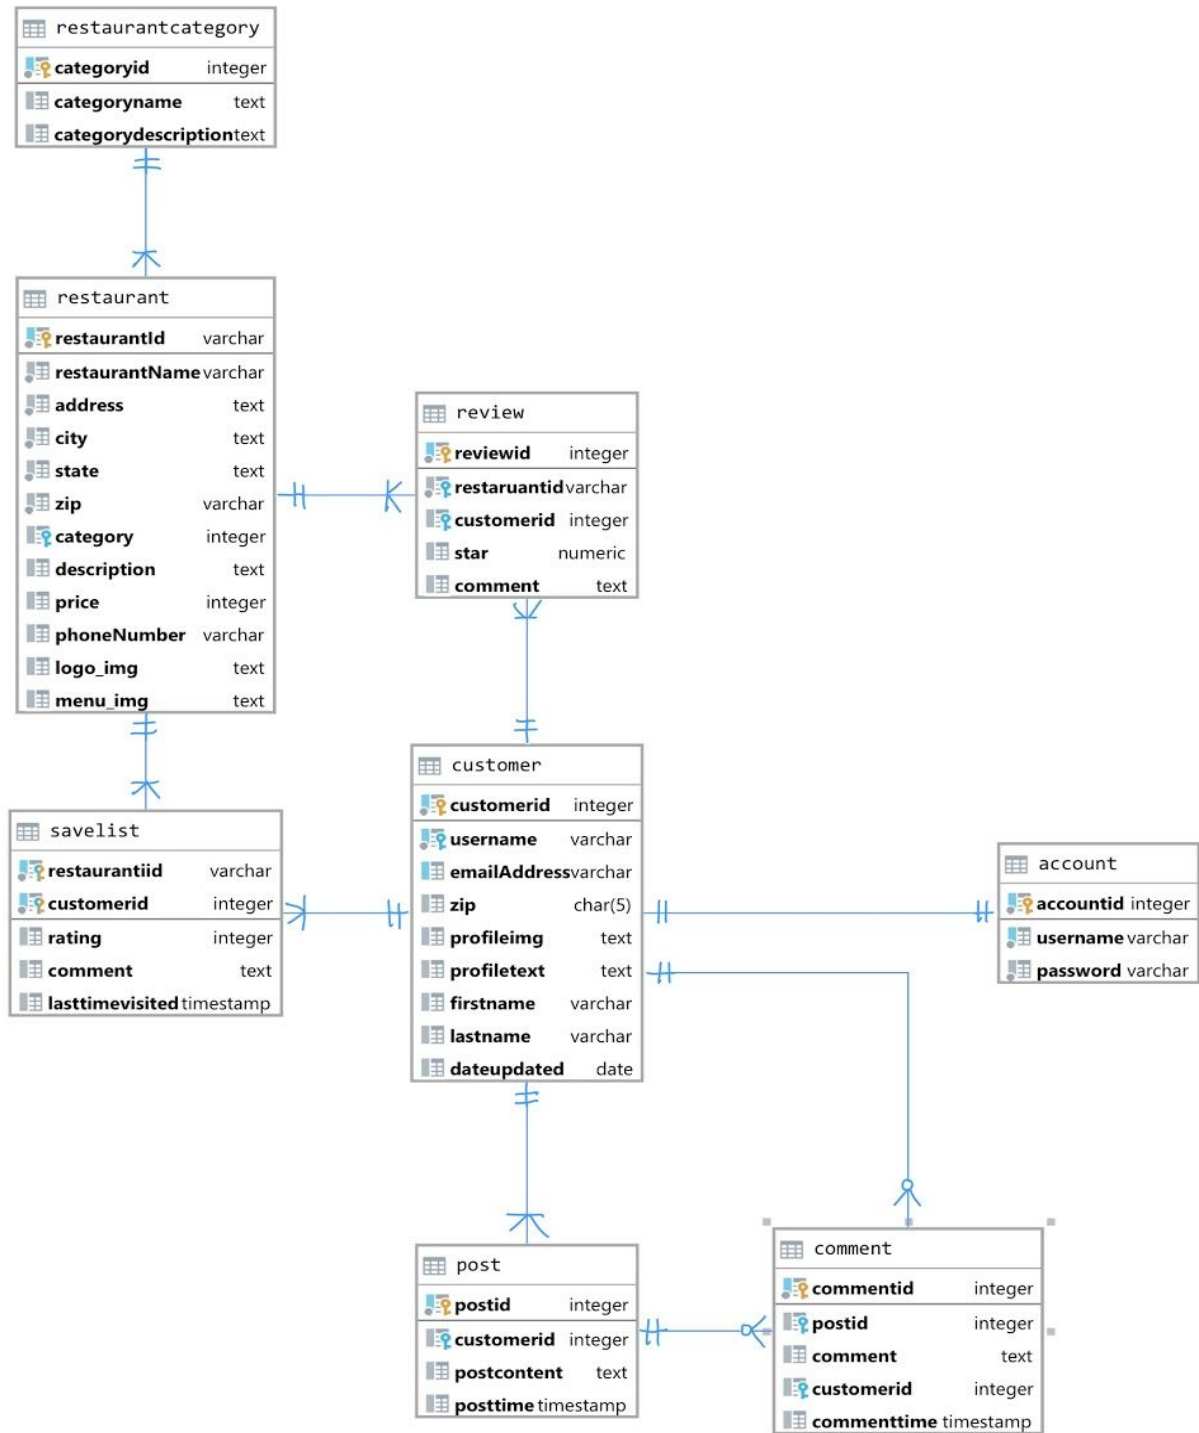 restaurantcategory
categoryid integer
categoryname text
categorydescription text
restaurant
restaurantId varchar
restaurantName varchar
address text
city text
state text
zip varchar
category integer
description text
price integer
phoneNumber varchar
logo_img text
menu_img text
review
reviewid integer
restaruantid varchar
customerid integer
star numeric
comment text
customer
customerid integer
username varchar
emailAddress varchar
zip char(5)
profileimg text
profiletext text
firstname varchar
lastname varchar
dateupdated date
savelist
restaurantiid varchar
customerid integer
rating integer
comment text
lasttimevisited timestamp
account
accountid integer
username varchar
password varchar
post
postid integer
customerid integer
postcontent text
posttime timestamp
comment
commentid integer
postid integer
comment text
customerid integer
commenttime timestamp